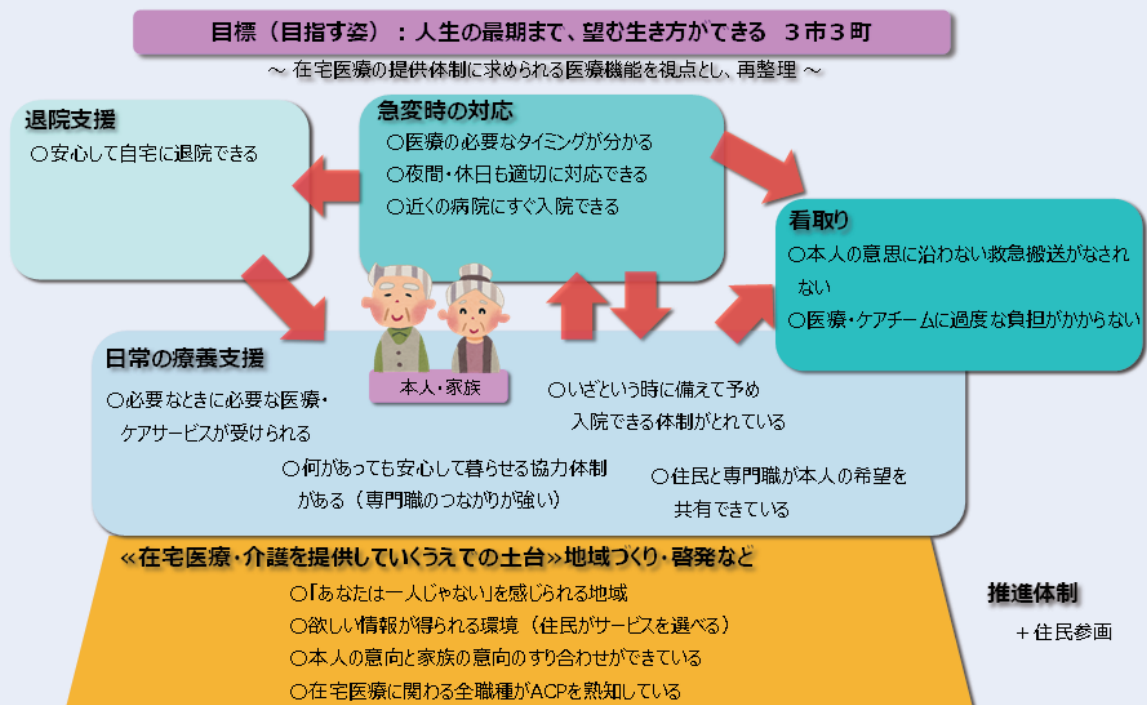 目標（目指す姿）：人生の最期まで、望む生き方ができる ３市３町
～ 在宅医療の提供体制に求められる医療機能を視点とし、再整理 ～
退院支援
○安心して自宅に退院できる
急変時の対応
○医療の必要なタイミングが分かる
○夜間・休日も適切に対応できる
○近くの病院にすぐ入院できる
看取り
○本人の意思に沿わない救急搬送がなされ
ない
○医療・ケアチームに過度な負担がかからない
日常の療養支援
本人・家族
○必要なときに必要な医療・
ケアサービスが受けられる
○いざという時に備えて予め
入院できる体制がとれている
○何があっても安心して暮らせる協力体制
がある（専門職のつながりが強い）
○住民と専門職が本人の希望を
共有できている
≪在宅医療・介護を提供していくうえでの土台≫地域づくり・啓発など
○「あなたは一人じゃない」を感じられる地域
○欲しい情報が得られる環境（住民がサービスを選べる）
○本人の意向と家族の意向のすり合わせができている
○在宅医療に関わる全職種がACPを熟知している
推進体制
＋住民参画